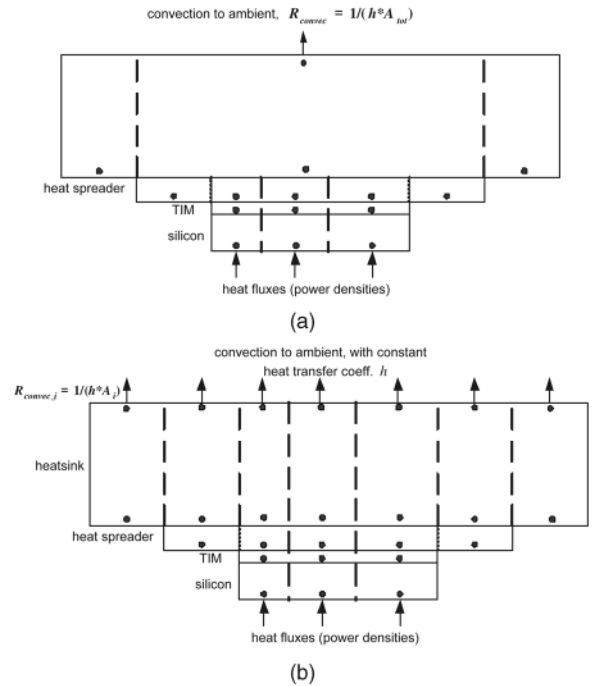 convection to ambient, R_convec = 1/(h*A_tot)
heat spreader
TIM
silicon
heat fluxes (power densities)
(a)
convection to ambient, with constant
heat transfer coeff. h
R_convec_i = 1/(h*A_i)
heatsink
heat spreader
TIM
silicon
heat fluxes (power densities)
(b)